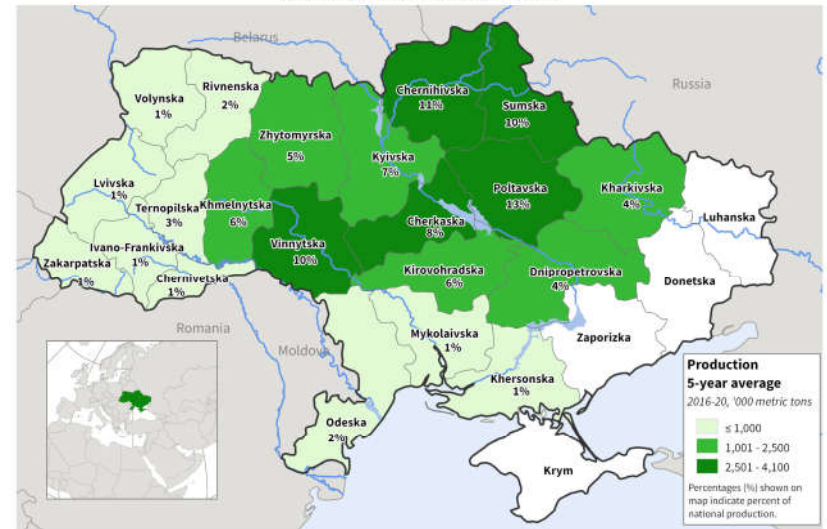 Belarus
Russia
Volynska
1%
Rivnenska
2%
Chernihivska
11%
Sumska
10%
Zhytomyrska
5%
Kyivska
7%
Lvivska
1%
Ternopilska
3%
Khmelnytska
6%
Poltavska
13%
Kharkivska
4%
Luhanska
Cherkaska
8%
Vinnytska
10%
Ivano-Frankivska
1%
Zakarpatska
1%
Chernivetska
1%
Kirovohradska
6%
Dnipropetrovska
4%
Donetska
Romania
Moldova
Mykolaivska
1%
Zaporizka
Khersonska
1%
Odeska
2%
Krym
Production
5-year average
2016-20, '000 metric tons
≤ 1,000
1,001 - 2,500
2,501 - 4,100
Percentages (%) shown on
map indicate percent of
national production.